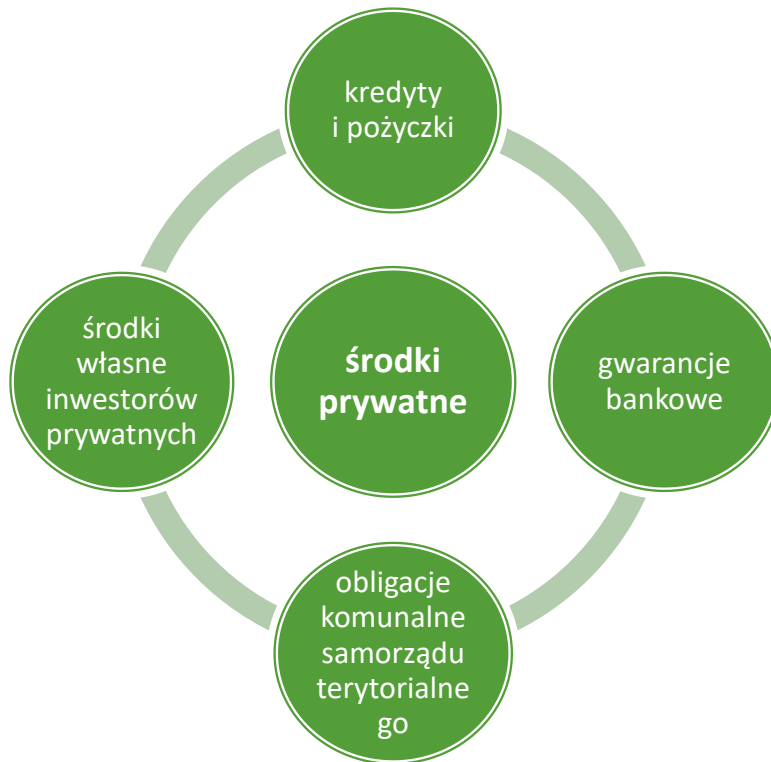 kredyty
i pożyczki
środki
własne
inwestorów
prywatnych
środki
prywatne
gwarancje
bankowe
obligacje
komunalne
samorządu
terytorialne
go